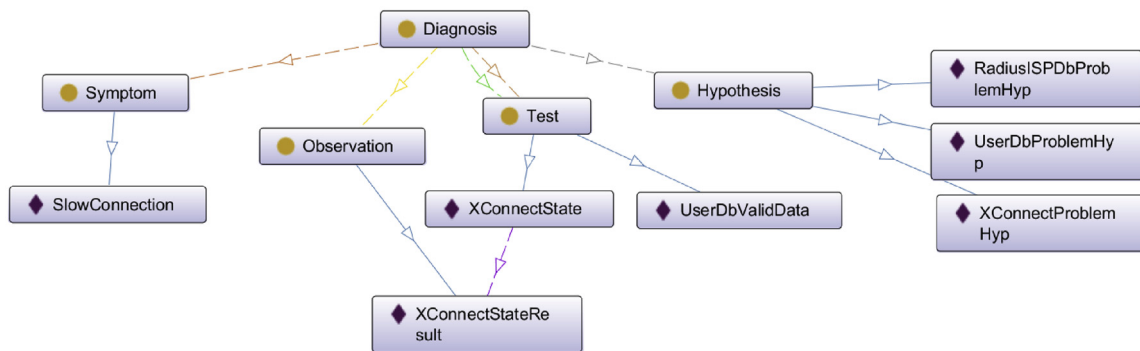 Diagnosis
Symptom
Observation
Test
Hypothesis
RadiusISPDbProb
lemHyp
UserDbProblemHy
p
XConnectProblem
Hyp
SlowConnection
XConnectState
UserDbValidData
XConnectStateRe
sult